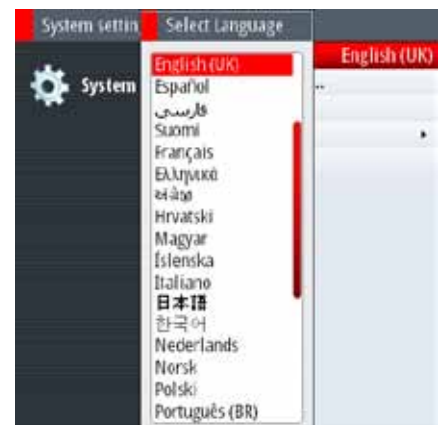 System settin
Select Language
English (UK)
System
English (UK)
Español
فارسی
Suomi
Français
Ελληνικά
Hrvatski
Magyar
Íslenska
Italiano
日本語
한국어
Nederlands
Norsk
Polski
Português (BR)